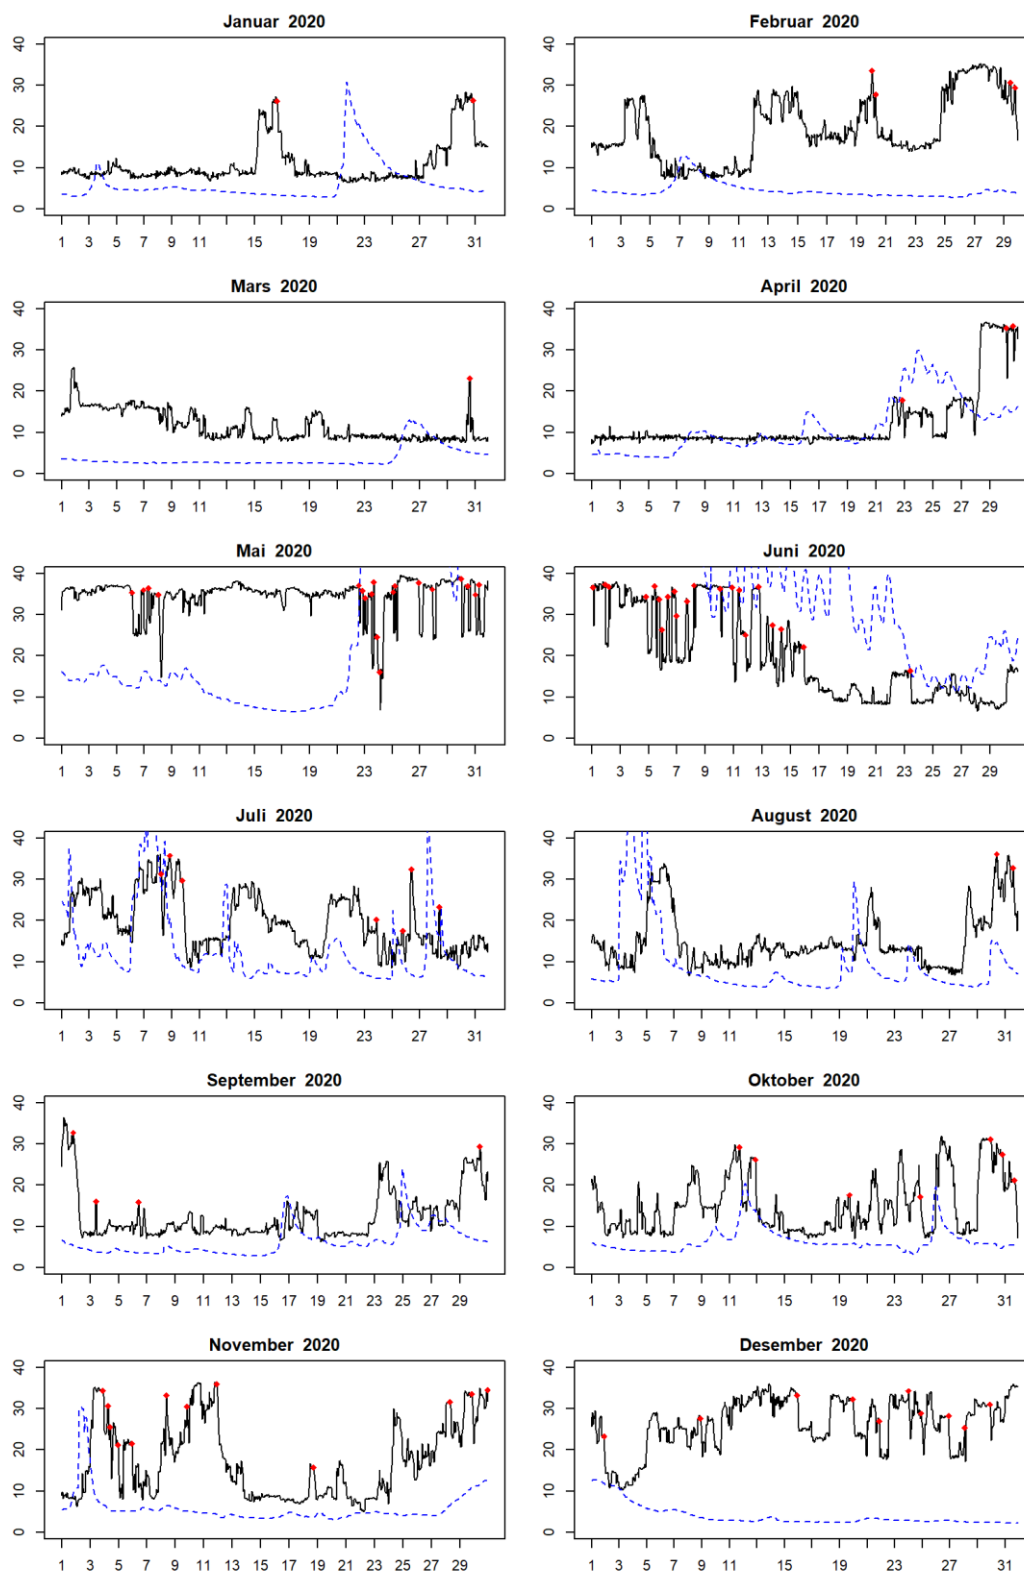 Januar 2020
Februar 2020
40
30
20
10
0
1 3 5 7 9 11 15 19 23 27 31
40
30
20
10
0
1 3 5 7 9 11 13 15 17 19 21 23 25 27 29
Mars 2020
April 2020
40
30
20
10
0
1 3 5 7 9 11 15 19 23 27 31
40
30
20
10
0
1 3 5 7 9 11 13 15 17 19 21 23 25 27 29
Mai 2020
Juni 2020
40
30
20
10
0
1 3 5 7 9 11 15 19 23 27 31
40
30
20
10
0
1 3 5 7 9 11 13 15 17 19 21 23 25 27 29
Juli 2020
August 2020
40
30
20
10
0
1 3 5 7 9 11 15 19 23 27 31
40
30
20
10
0
1 3 5 7 9 11 15 19 23 27 31
September 2020
Oktober 2020
40
30
20
10
0
1 3 5 7 9 11 13 15 17 19 21 23 25 27 29
40
30
20
10
0
1 3 5 7 9 11 15 19 23 27 31
November 2020
Desember 2020
40
30
20
10
0
1 3 5 7 9 11 13 15 17 19 21 23 25 27 29
40
30
20
10
0
1 3 5 7 9 11 15 19 23 27 31